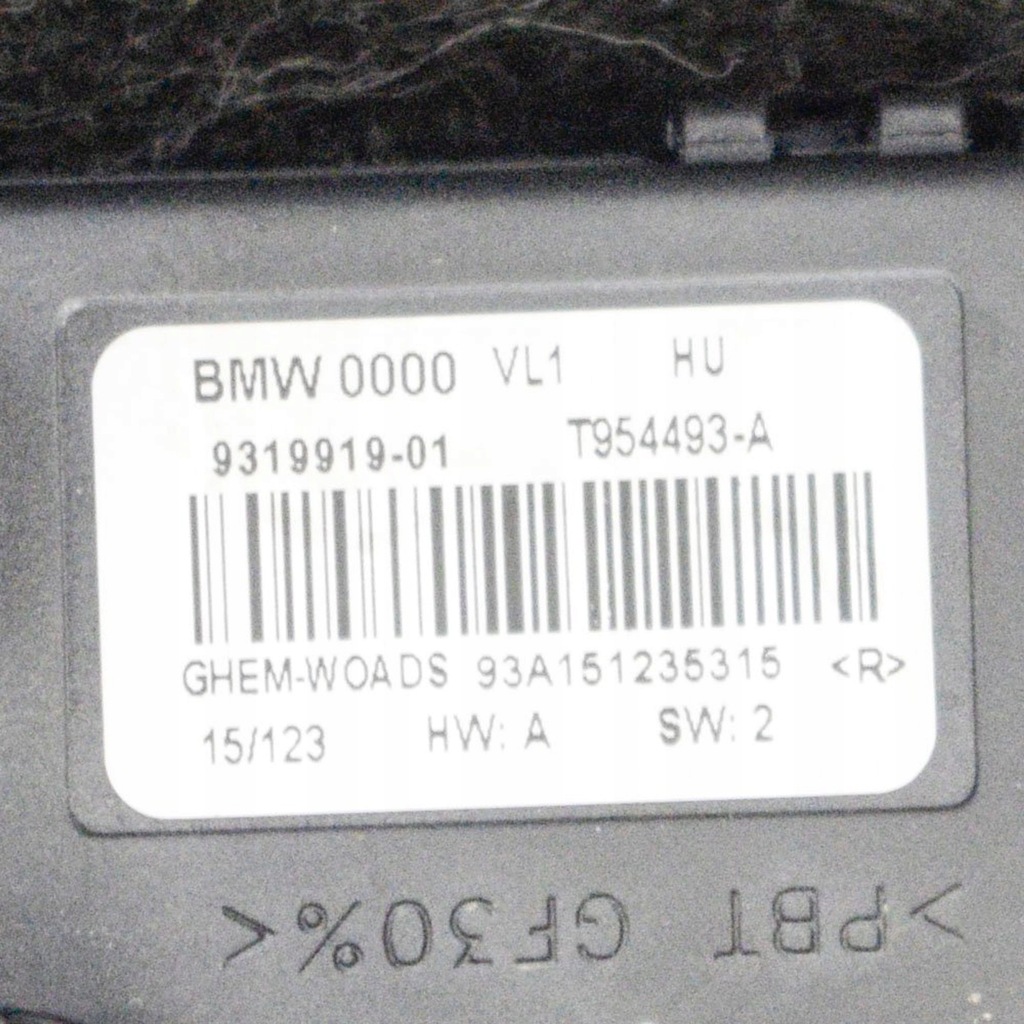 BMW 0000 VL1 HU
9319919-01 T954493-A
GHEM-WOADS 93A151235315 <R>
15/123 HW: A SW: 2
>PBT GF30%<